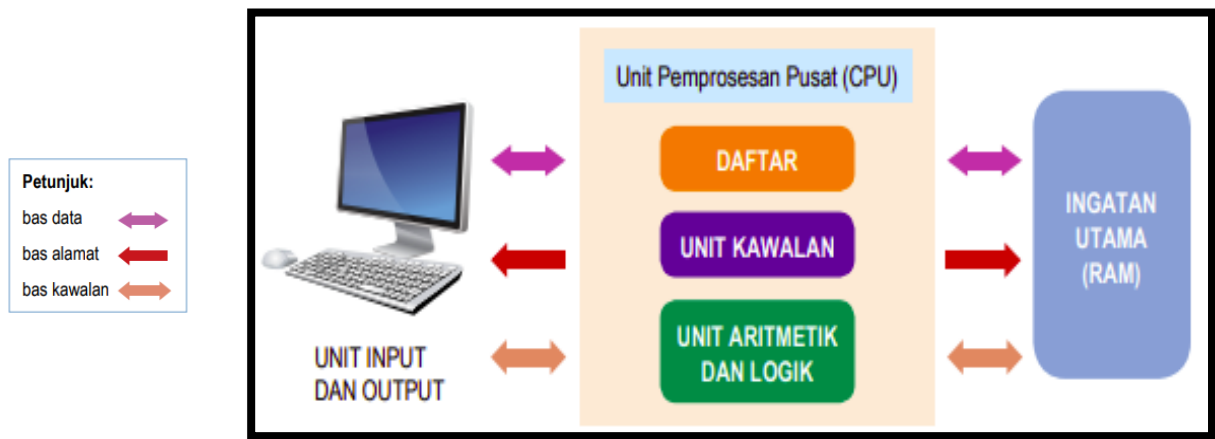 Petunjuk:
bas data
bas alamat
bas kawalan
Unit Pemprosesan Pusat (CPU)
DAFTAR
UNIT KAWALAN
UNIT ARITMETIK
DAN LOGIK
UNIT INPUT
DAN OUTPUT
INGATAN
UTAMA
(RAM)